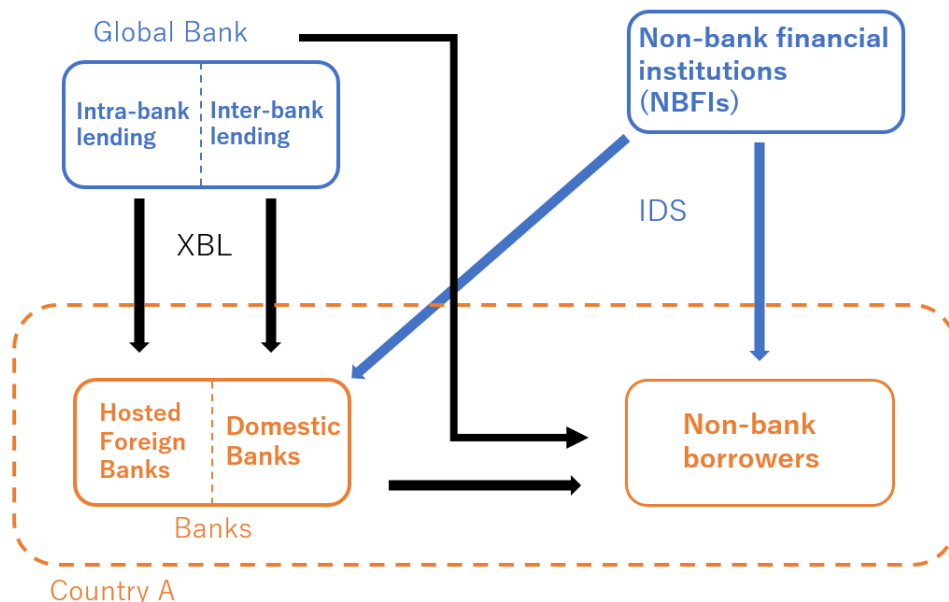 Global Bank
Intra-bank
lending
Inter-bank
lending
Non-bank financial
institutions
(NBFIs)
XBL
IDS
Hosted
Foreign
Banks
Domestic
Banks
Non-bank
borrowers
Banks
Country A